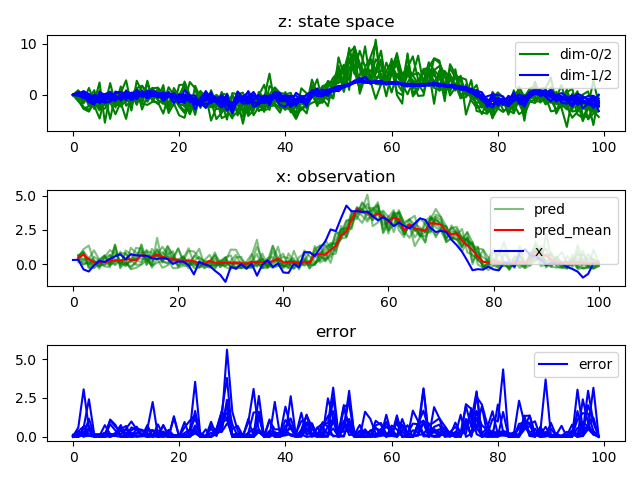 z: state space
10
0
dim-0/2
dim-1/2
0 20 40 60 80 100
x: observation
5.0
2.5
0.0
pred
pred_mean
x
0 20 40 60 80 100
error
5.0
2.5
0.0
error
0 20 40 60 80 100